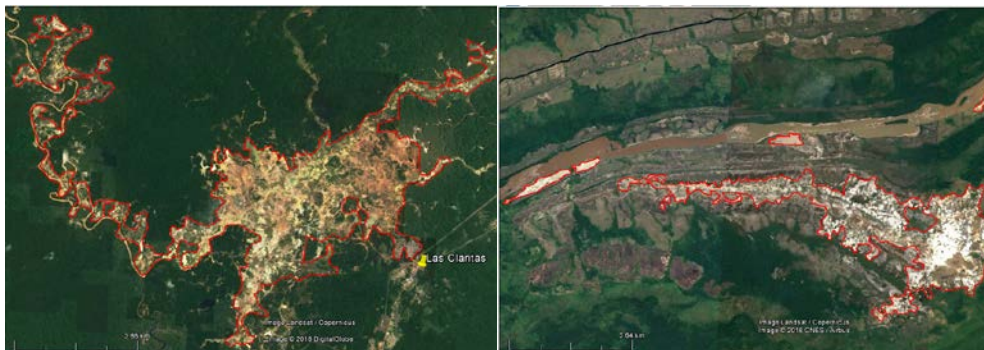 Las Claritas
Image Landsat / Copernicus
Image © 2018 DigitalGlobe
Image Landsat / Copernicus
Image © 2018 CNES / Airbus